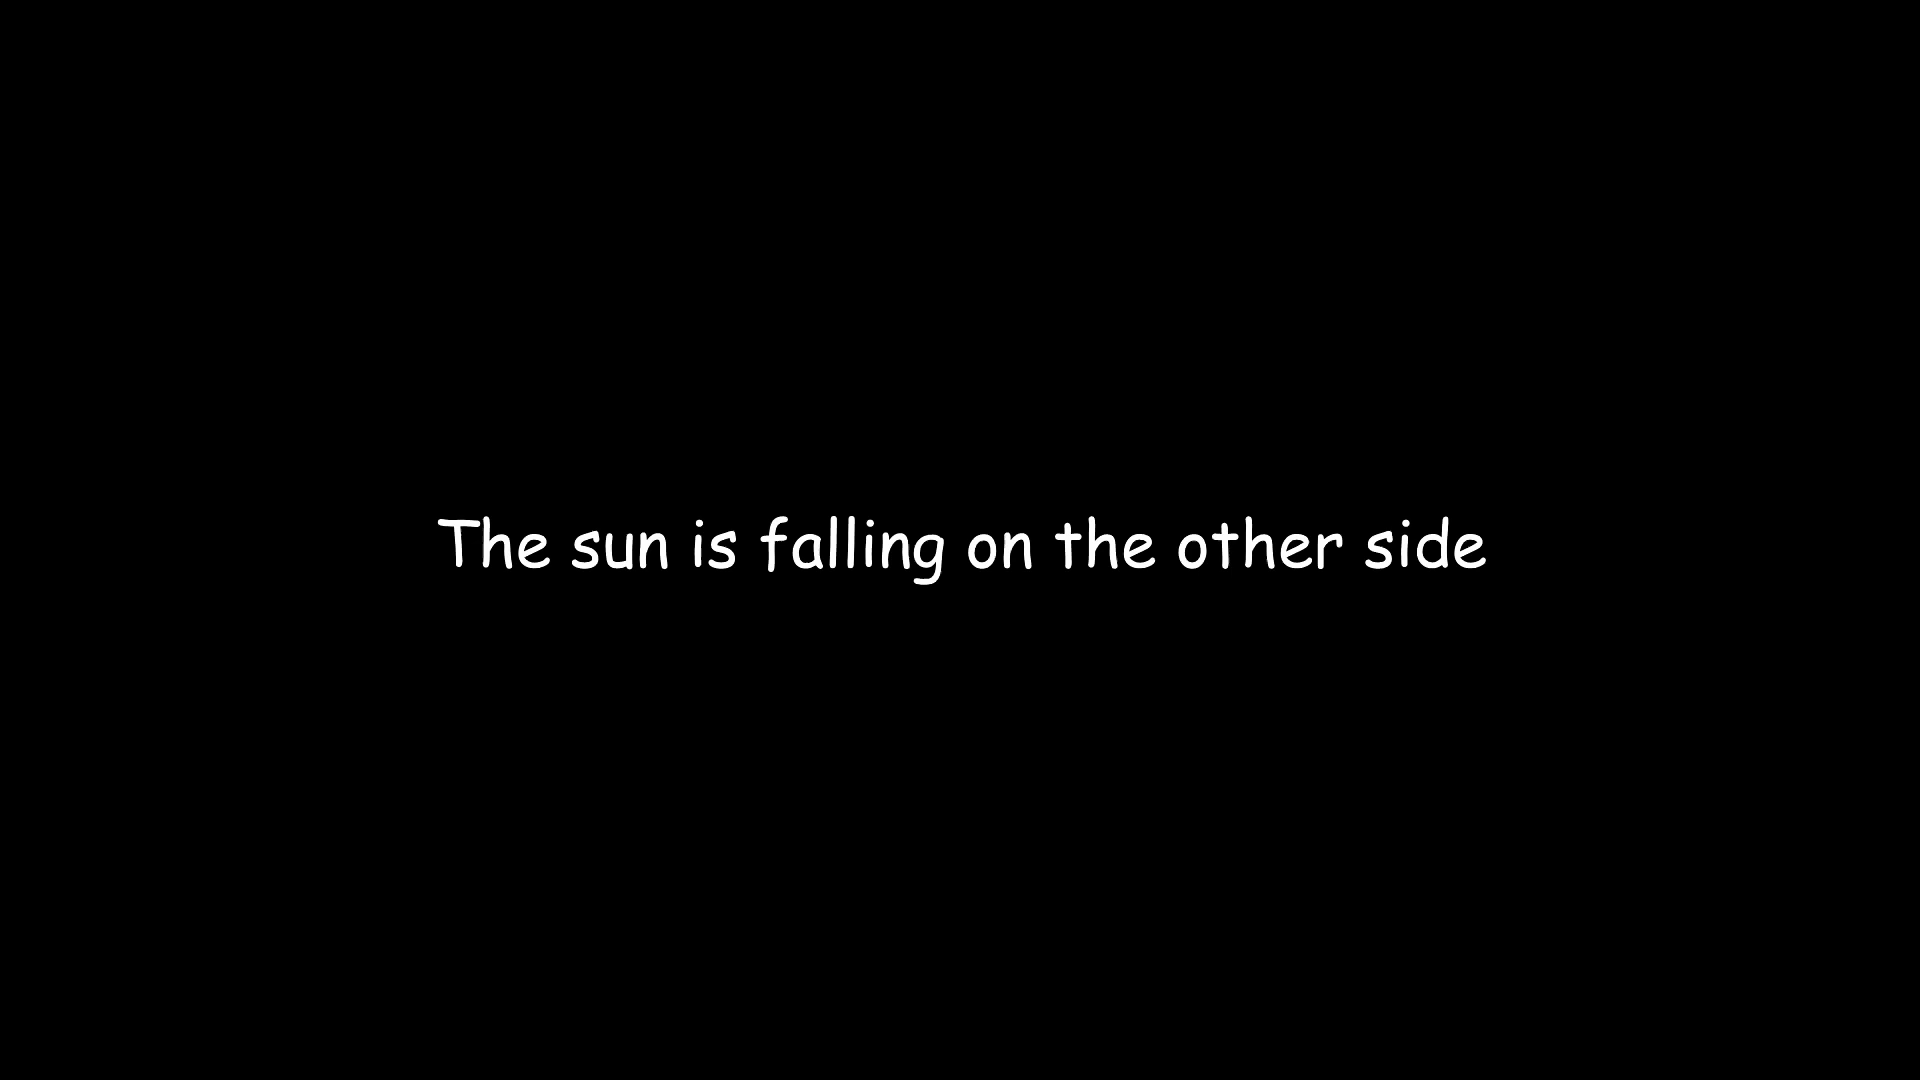 The sun is falling on the other side